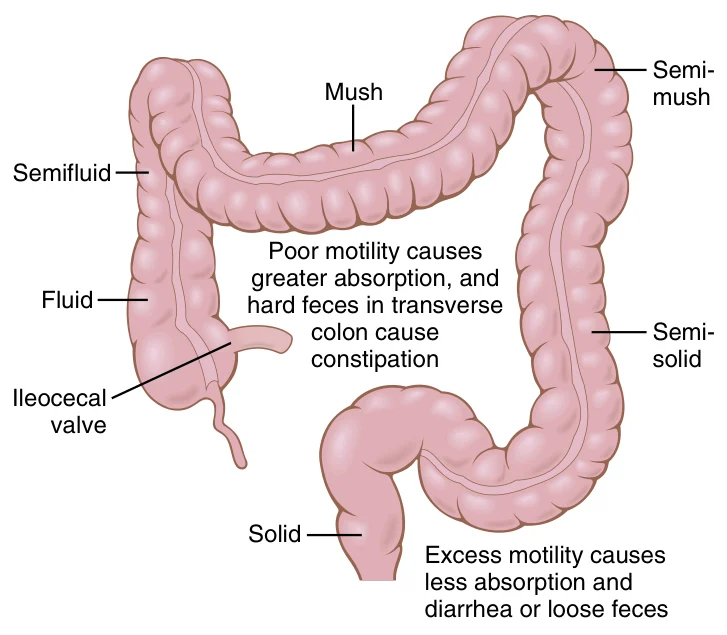 Mush
Semi-
mush
Semifluid
Poor motility causes
greater absorption, and
hard feces in transverse
colon cause
constipation
Fluid
Semi-
solid
Ileocecal
valve
Solid
Excess motility causes
less absorption and
diarrhea or loose feces